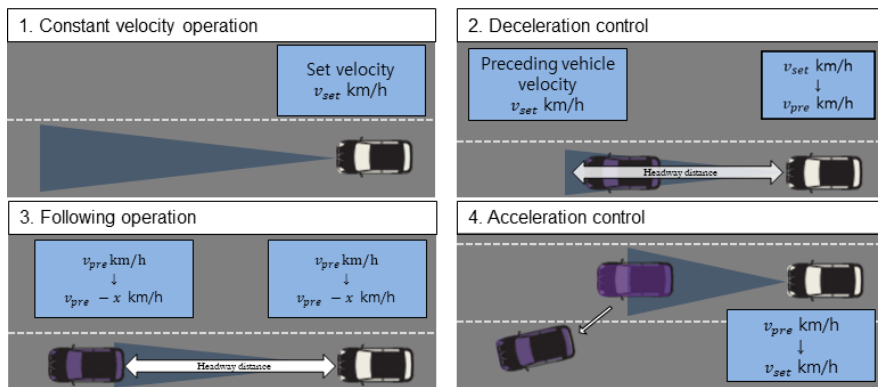 1. Constant velocity operation
Set velocity
v_set km/h
2. Deceleration control
Preceding vehicle
velocity
v_set km/h
v_set km/h
↓
v_pre km/h
Headway distance
3. Following operation
v_pre km/h
↓
v_pre − x km/h
v_pre km/h
↓
v_pre − x km/h
Headway distance
4. Acceleration control
v_pre km/h
↓
v_set km/h